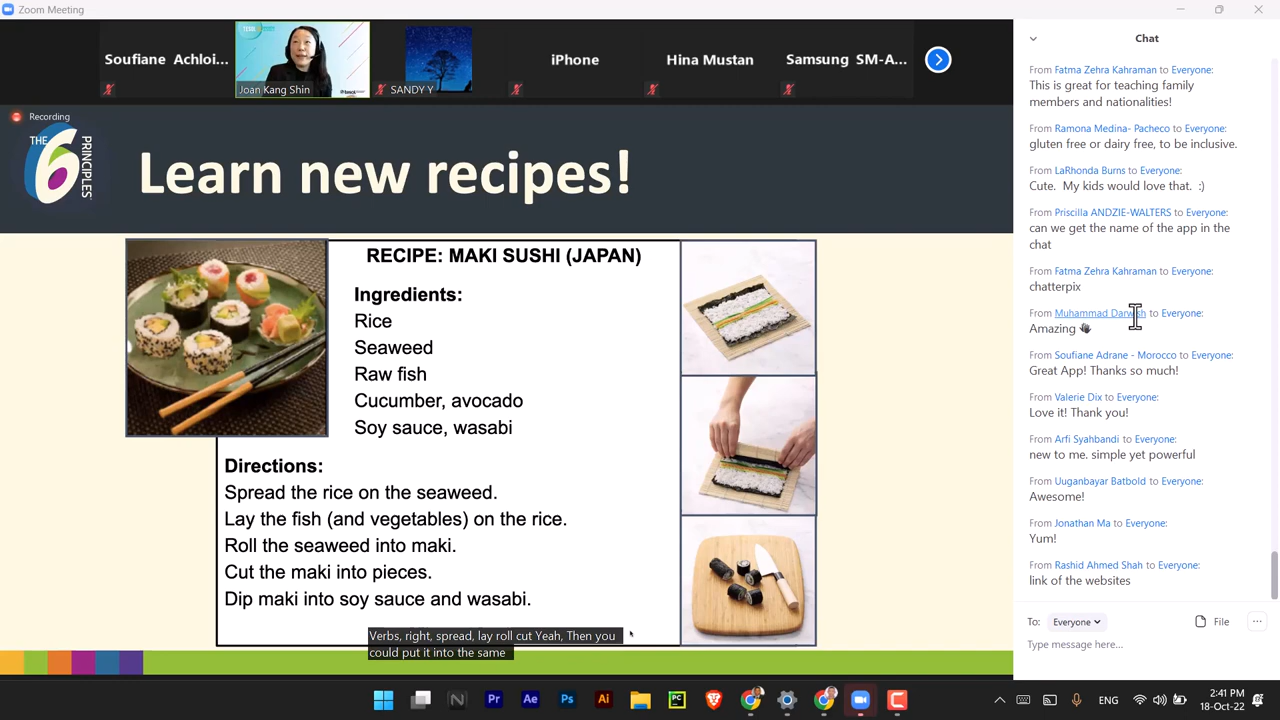 Zoom Meeting
Soufiane Achloi...
Joan Kang Shin
SANDY Y
iPhone
Hina Mustan
Samsung SM-A...
Recording
THE 6 PRINCIPLES
Learn new recipes!
RECIPE: MAKI SUSHI (JAPAN)
Ingredients:
Rice
Seaweed
Raw fish
Cucumber, avocado
Soy sauce, wasabi
Directions:
Spread the rice on the seaweed.
Lay the fish (and vegetables) on the rice.
Roll the seaweed into maki.
Cut the maki into pieces.
Dip maki into soy sauce and wasabi.
Verbs, right, spread, lay roll cut Yeah, Then you
could put it into the same
Chat
From Fatma Zehra Kahraman to Everyone:
This is great for teaching family
members and nationalities!
From Ramona Medina- Pacheco to Everyone:
gluten free or dairy free, to be inclusive.
From LaRhonda Burns to Everyone:
Cute. My kids would love that. :)
From Priscilla ANDZIE-WALTERS to Everyone:
can we get the name of the app in the
chat
From Fatma Zehra Kahraman to Everyone:
chatterpix
From Muhammad Darwish to Everyone:
Amazing 👋
From Soufiane Adrane - Morocco to Everyone:
Great App! Thanks so much!
From Valerie Dix to Everyone:
Love it! Thank you!
From Arfi Syahbandi to Everyone:
new to me. simple yet powerful
From Uuganbayar Batbold to Everyone:
Awesome!
From Jonathan Ma to Everyone:
Yum!
From Rashid Ahmed Shah to Everyone:
link of the websites
To: Everyone
File
Type message here...
Pr
Ae
Ps
Ai
PC
ENG
2:41 PM
18-Oct-22